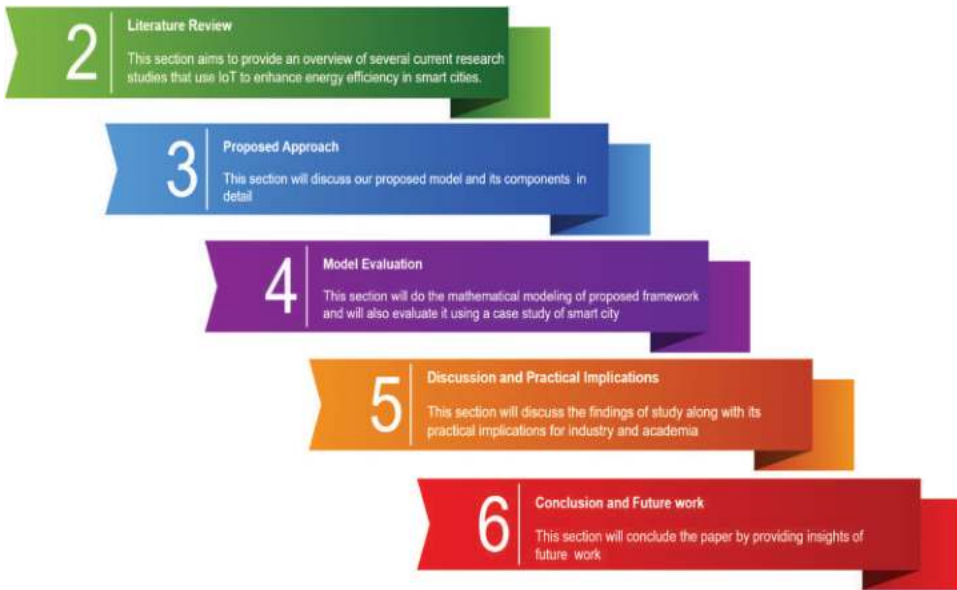 2
Literature Review
This section aims to provide an overview of several current research
studies that use IoT to enhance energy efficiency in smart cities.
3
Proposed Approach
This section will discuss our proposed model and its components in
detail
4
Model Evaluation
This section will do the mathematical modeling of proposed framework
and will also evaluate it using a case study of smart city
5
Discussion and Practical Implications
This section will discuss the findings of study along with its
practical implications for industry and academia
6
Conclusion and Future work
This section will conclude the paper by providing insights of
future work